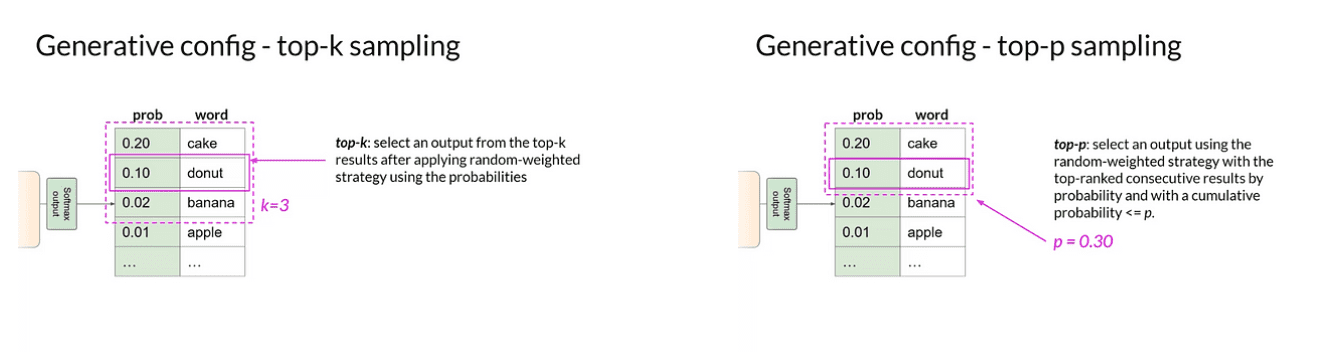 Generative config - top-k sampling
prob word
0.20 cake
0.10 donut
0.02 banana
0.01 apple
... ...
Softmax
output
k=3
top-k: select an output from the top-k
results after applying random-weighted
strategy using the probabilities
Generative config - top-p sampling
prob word
0.20 cake
0.10 donut
0.02 banana
0.01 apple
... ...
Softmax
output
top-p: select an output using the
random-weighted strategy with the
top-ranked consecutive results by
probability and with a cumulative
probability <= p.
p = 0.30